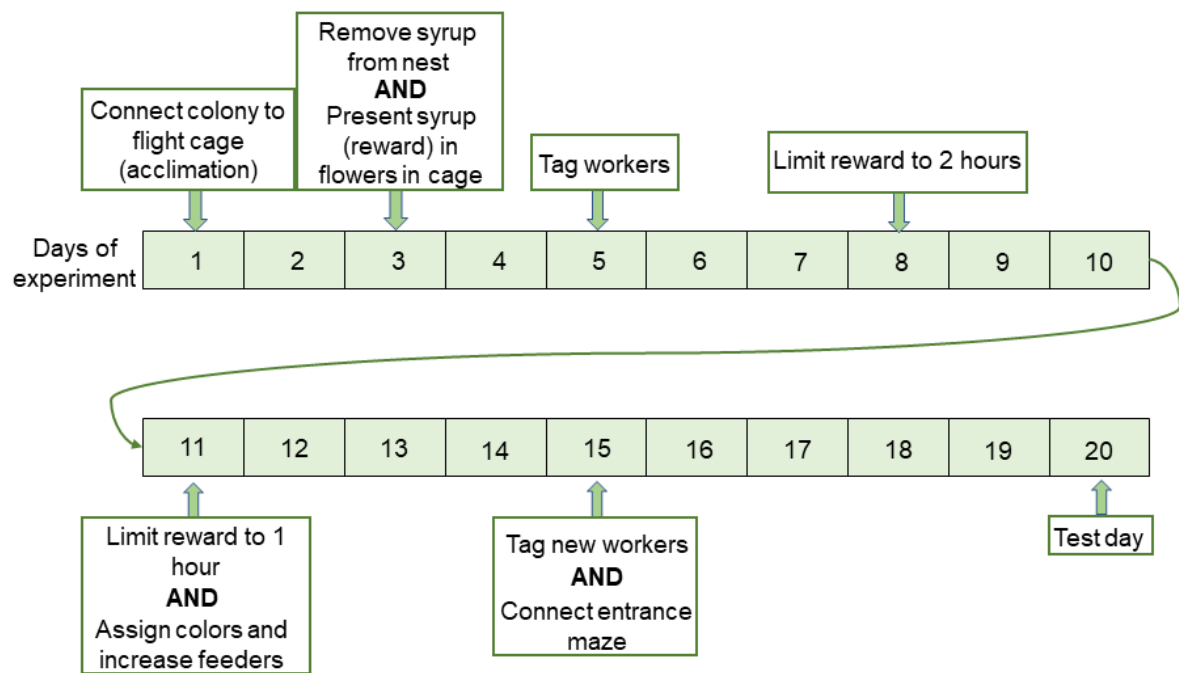 Connect colony to
flight cage
(acclimation)
Remove syrup
from nest
AND
Present syrup
(reward) in
flowers in cage
Tag workers
Limit reward to 2 hours
Days of
experiment
1 2 3 4 5 6 7 8 9 10
11 12 13 14 15 16 17 18 19 20
Limit reward to 1
hour
AND
Assign colors and
increase feeders
Tag new workers
AND
Connect entrance
maze
Test day